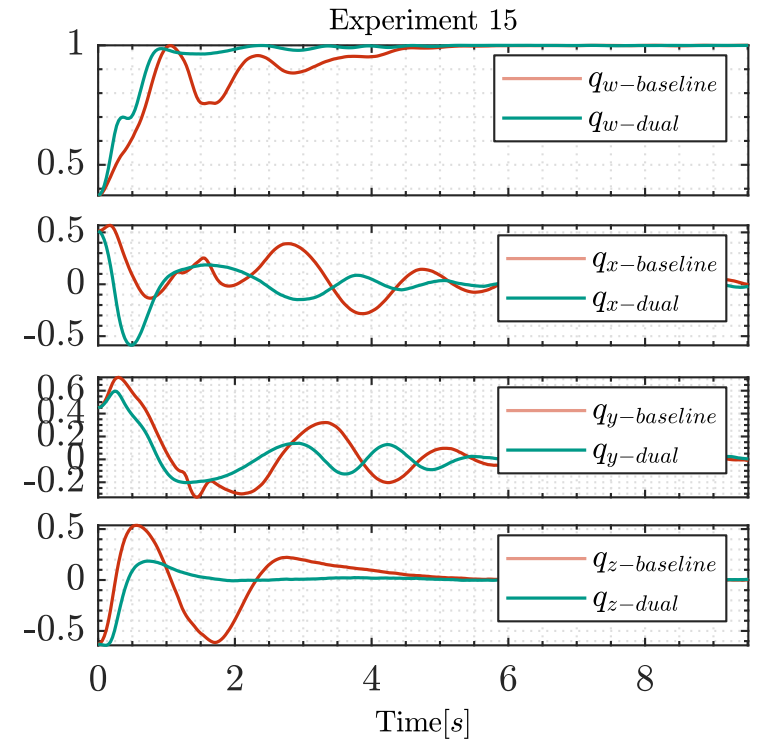 Experiment 15
1
0.5
q_{w-baseline}
q_{w-dual}
0.5
0
-0.5
q_{x-baseline}
q_{x-dual}
0.6
0.4
0.2
0
-0.2
q_{y-baseline}
q_{y-dual}
0.5
0
-0.5
q_{z-baseline}
q_{z-dual}
0 2 4 6 8
Time[s]